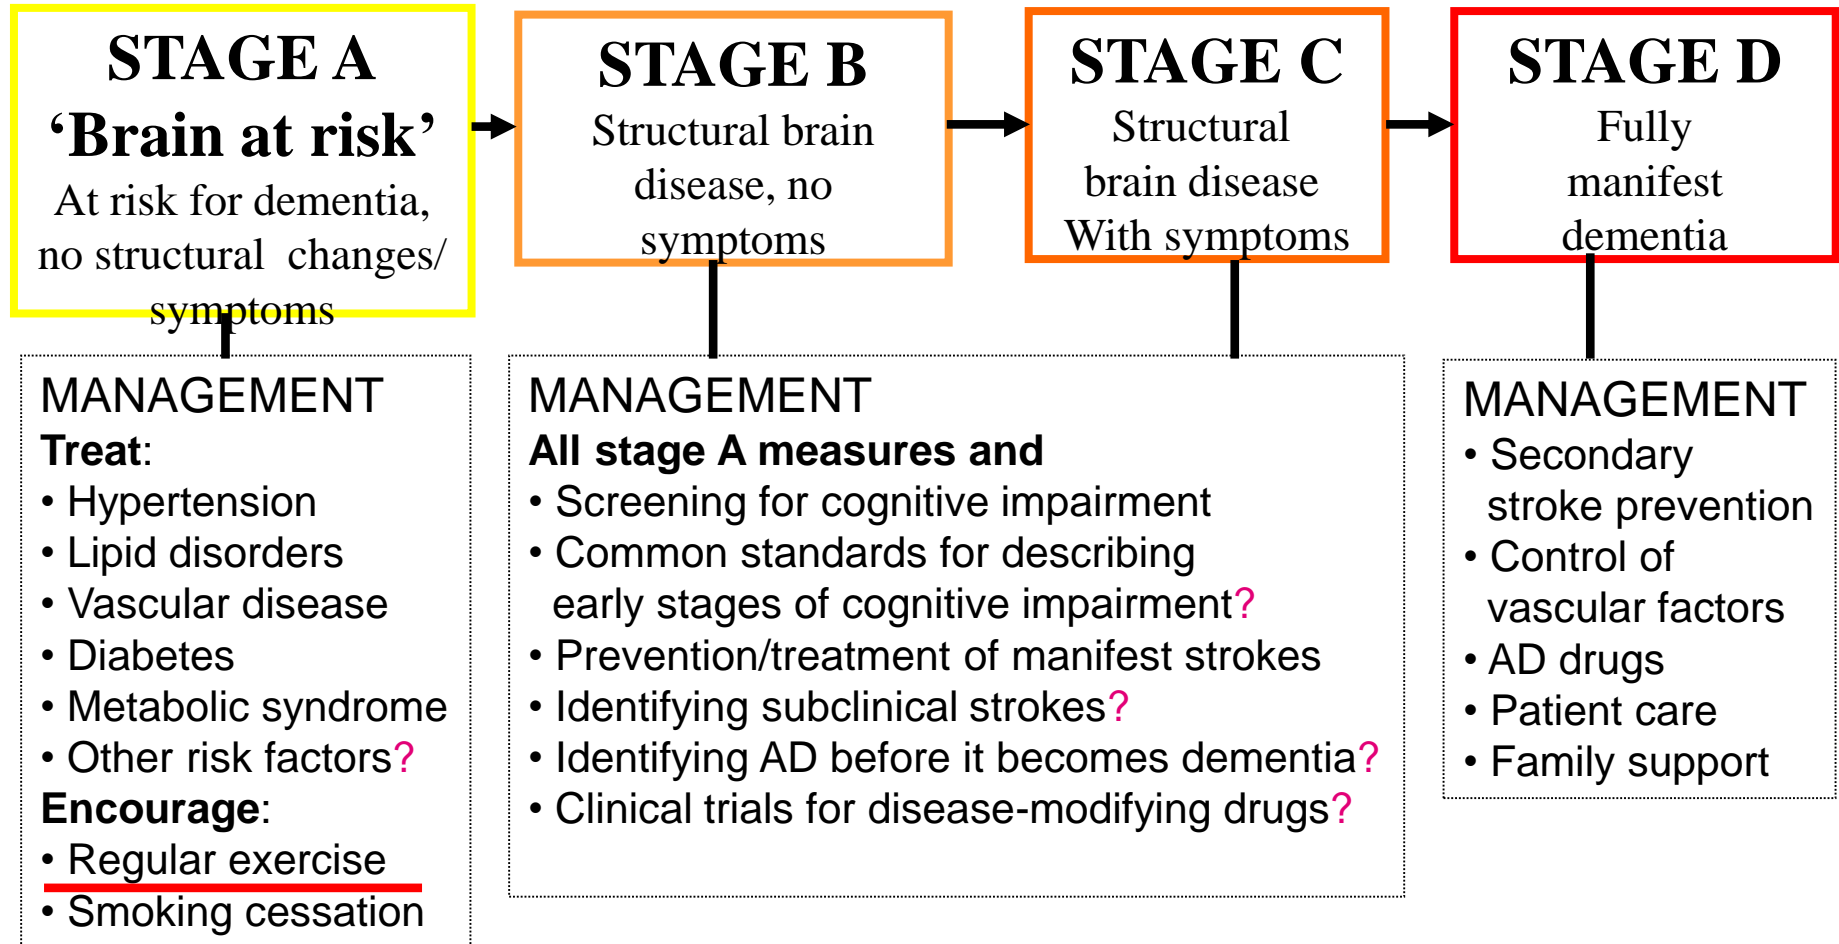 STAGE A
‘Brain at risk’
At risk for dementia,
no structural changes/
symptoms
STAGE B
Structural brain
disease, no
symptoms
STAGE C
Structural
brain disease
With symptoms
STAGE D
Fully
manifest
dementia
MANAGEMENT
Treat:
• Hypertension
• Lipid disorders
• Vascular disease
• Diabetes
• Metabolic syndrome
• Other risk factors?
Encourage:
• Regular exercise
• Smoking cessation
MANAGEMENT
All stage A measures and
• Screening for cognitive impairment
• Common standards for describing
early stages of cognitive impairment?
• Prevention/treatment of manifest strokes
• Identifying subclinical strokes?
• Identifying AD before it becomes dementia?
• Clinical trials for disease-modifying drugs?
MANAGEMENT
• Secondary
stroke prevention
• Control of
vascular factors
• AD drugs
• Patient care
• Family support